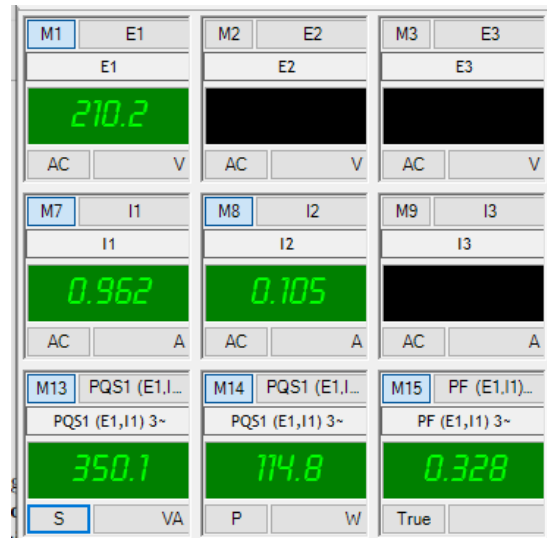 M1 E1 M2 E2 M3 E3
E1 E2 E3
210.2
AC V AC V AC V
M7 I1 M8 I2 M9 I3
I1 I2 I3
0.962 0.105
AC A AC A AC A
M13 PQS1 (E1,I... M14 PQS1 (E1,I... M15 PF (E1,I1)...
PQS1 (E1,I1) 3~ PQS1 (E1,I1) 3~ PF (E1,I1) 3~
350.1 114.8 0.328
S VA P W True